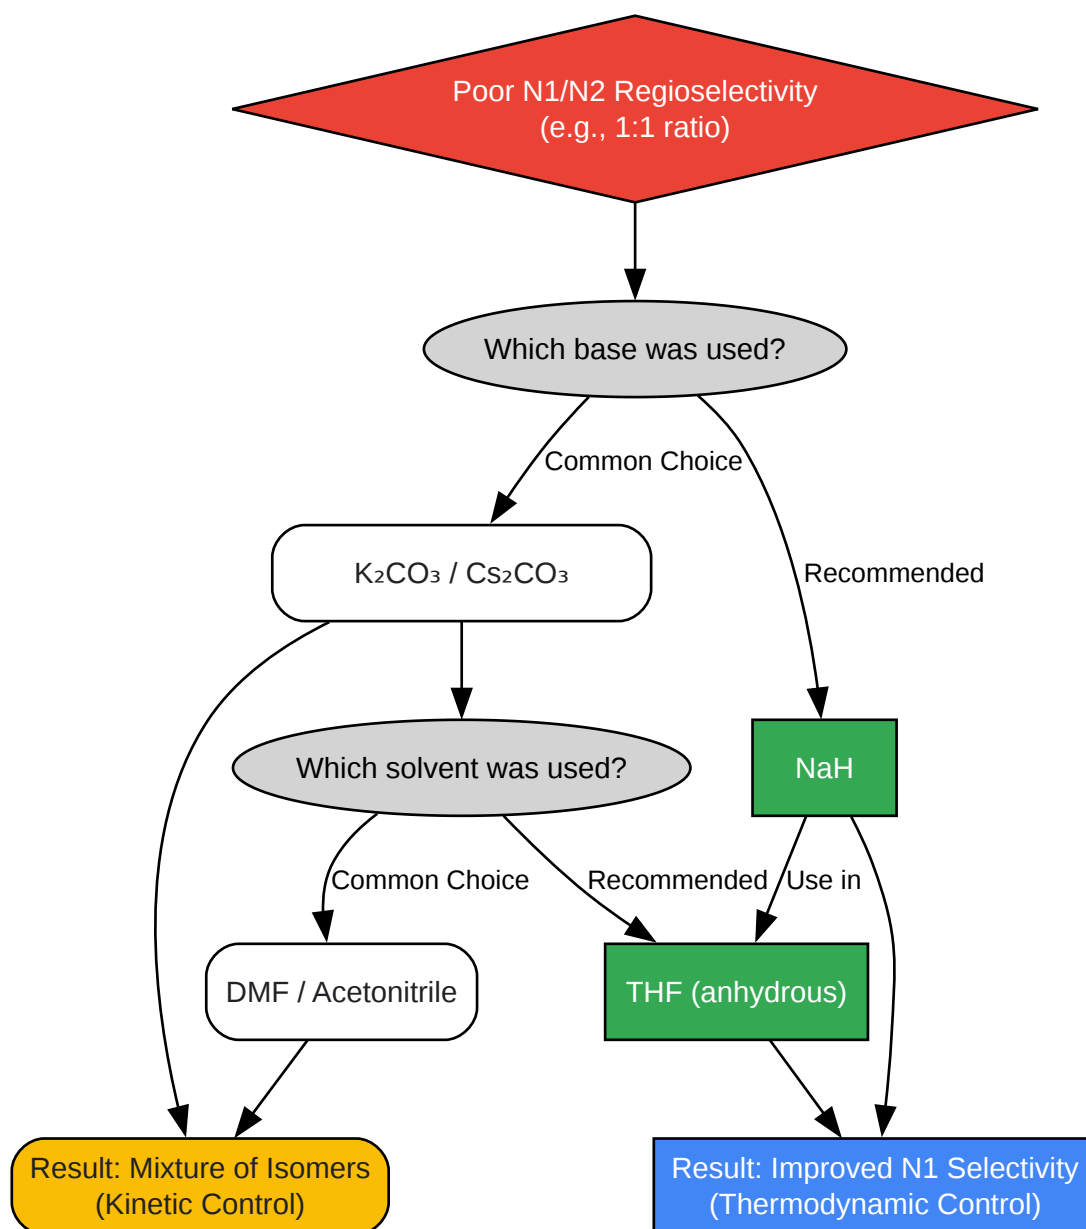 Poor N1/N2 Regioselectivity
(e.g., 1:1 ratio)
Which base was used?
Common Choice
K₂CO₃ / Cs₂CO₃
Recommended
Which solvent was used?
NaH
Common Choice
Recommended
Use in
DMF / Acetonitrile
THF (anhydrous)
Result: Mixture of Isomers
(Kinetic Control)
Result: Improved N1 Selectivity
(Thermodynamic Control)